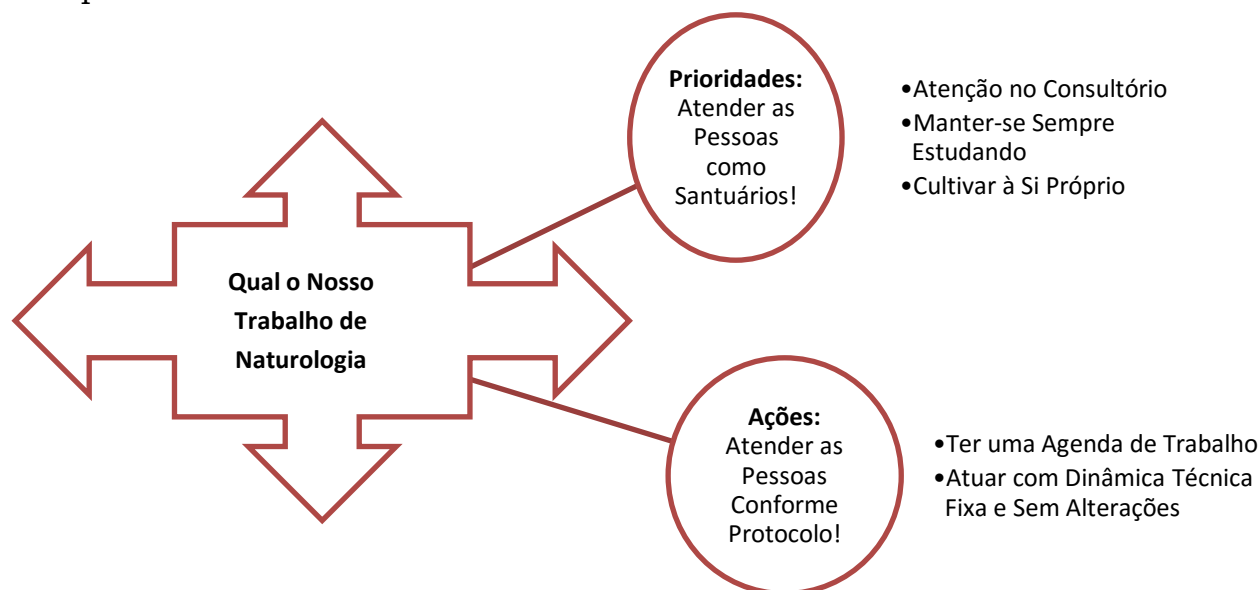 Prioridades:
Atender as
Pessoas
como
Santuários!
•Atenção no Consultório
•Manter-se Sempre
Estudando
•Cultivar à Si Próprio
Qual o Nosso
Trabalho de
Naturologia
Ações:
Atender as
Pessoas
Conforme
Protocolo!
•Ter uma Agenda de Trabalho
•Atuar com Dinâmica Técnica
Fixa e Sem Alterações